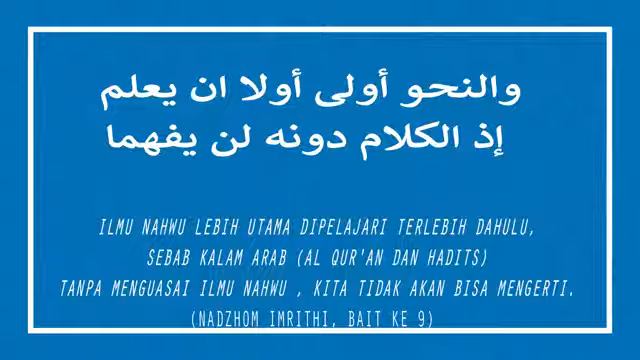 والنحو أولى أولا ان يعلم
إذ الكلام دونه لن يفهما
ILMU NAHWU LEBIH UTAMA DIPELAJARI TERLEBIH DAHULU,
SEBAB KALAM ARAB (AL QUR'AN DAN HADITS)
TANPA MENGUASAI ILMU NAHWU , KITA TIDAK AKAN BISA MENGERTI.
(NADZHOM IMRITHI, BAIT KE 9)